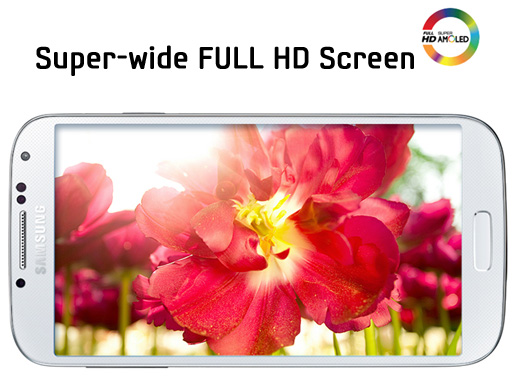 Super-wide FULL HD Screen
FULL
HD
SUPER
AMOLED
SAMSUNG